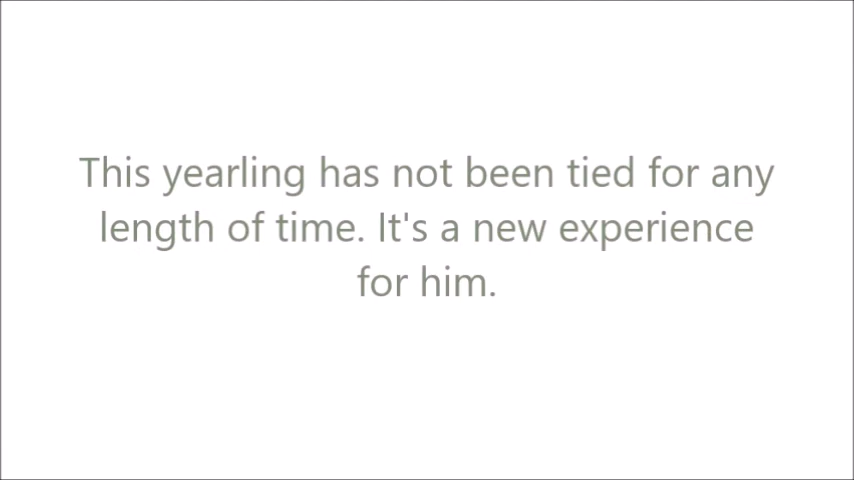 This yearling has not been tied for any
length of time. It's a new experience
for him.